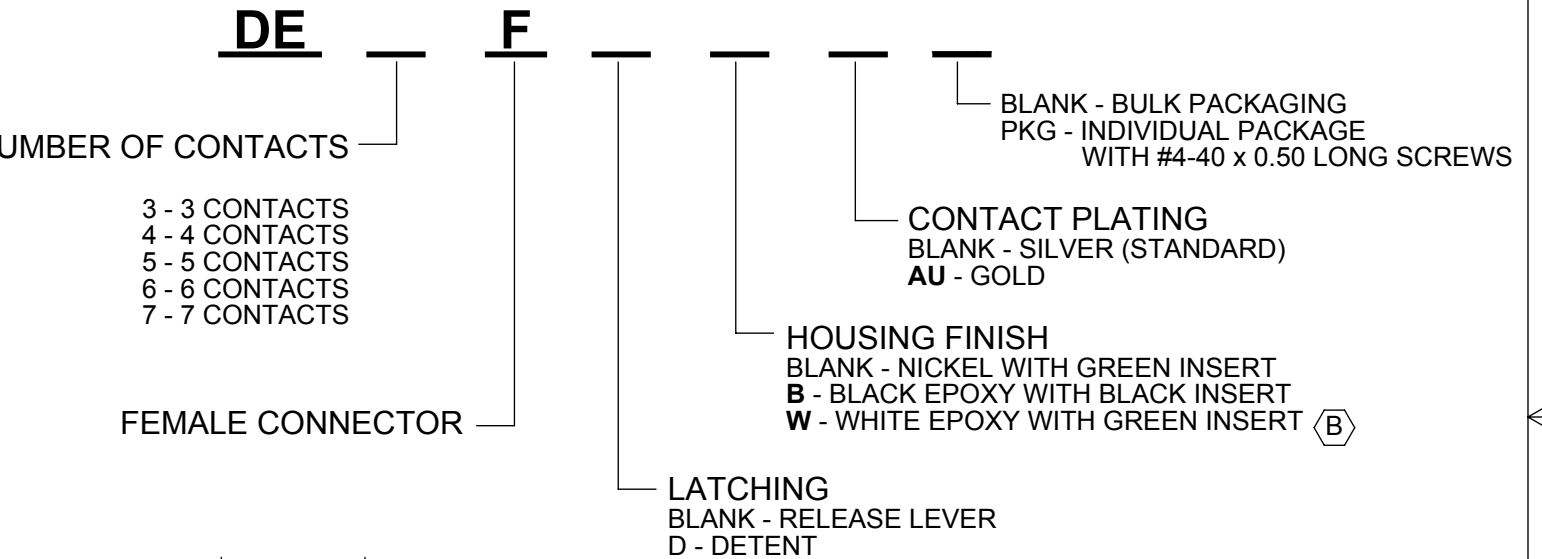 DE F
BLANK - BULK PACKAGING
PKG - INDIVIDUAL PACKAGE
WITH #4-40 x 0.50 LONG SCREWS
UMBER OF CONTACTS
3 - 3 CONTACTS
4 - 4 CONTACTS
5 - 5 CONTACTS
6 - 6 CONTACTS
7 - 7 CONTACTS
CONTACT PLATING
BLANK - SILVER (STANDARD)
AU - GOLD
HOUSING FINISH
BLANK - NICKEL WITH GREEN INSERT
B - BLACK EPOXY WITH BLACK INSERT
W - WHITE EPOXY WITH GREEN INSERT B
FEMALE CONNECTOR
LATCHING
BLANK - RELEASE LEVER
D - DETENT